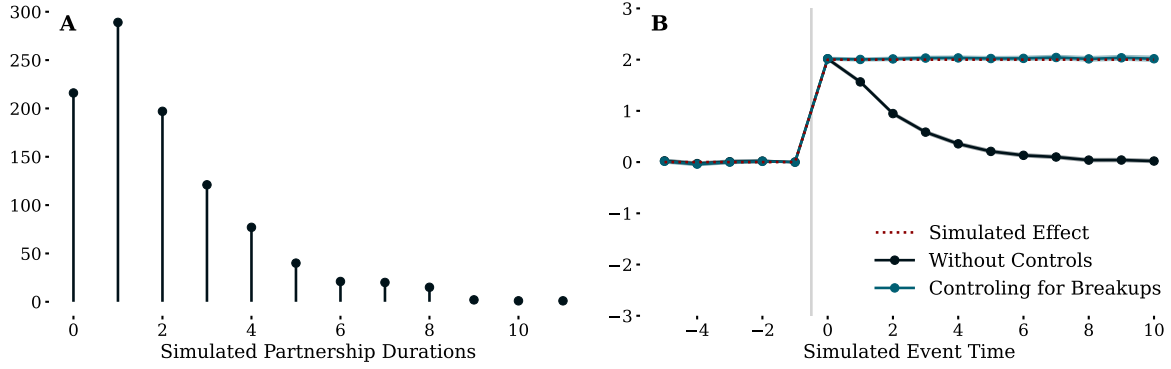 A
300
250
200
150
100
50
0
0 2 4 6 8 10
Simulated Partnership Durations
B
3
2
1
0
−1
−2
−3
−4 −2 0 2 4 6 8 10
Simulated Event Time
Simulated Effect
Without Controls
Controling for Breakups